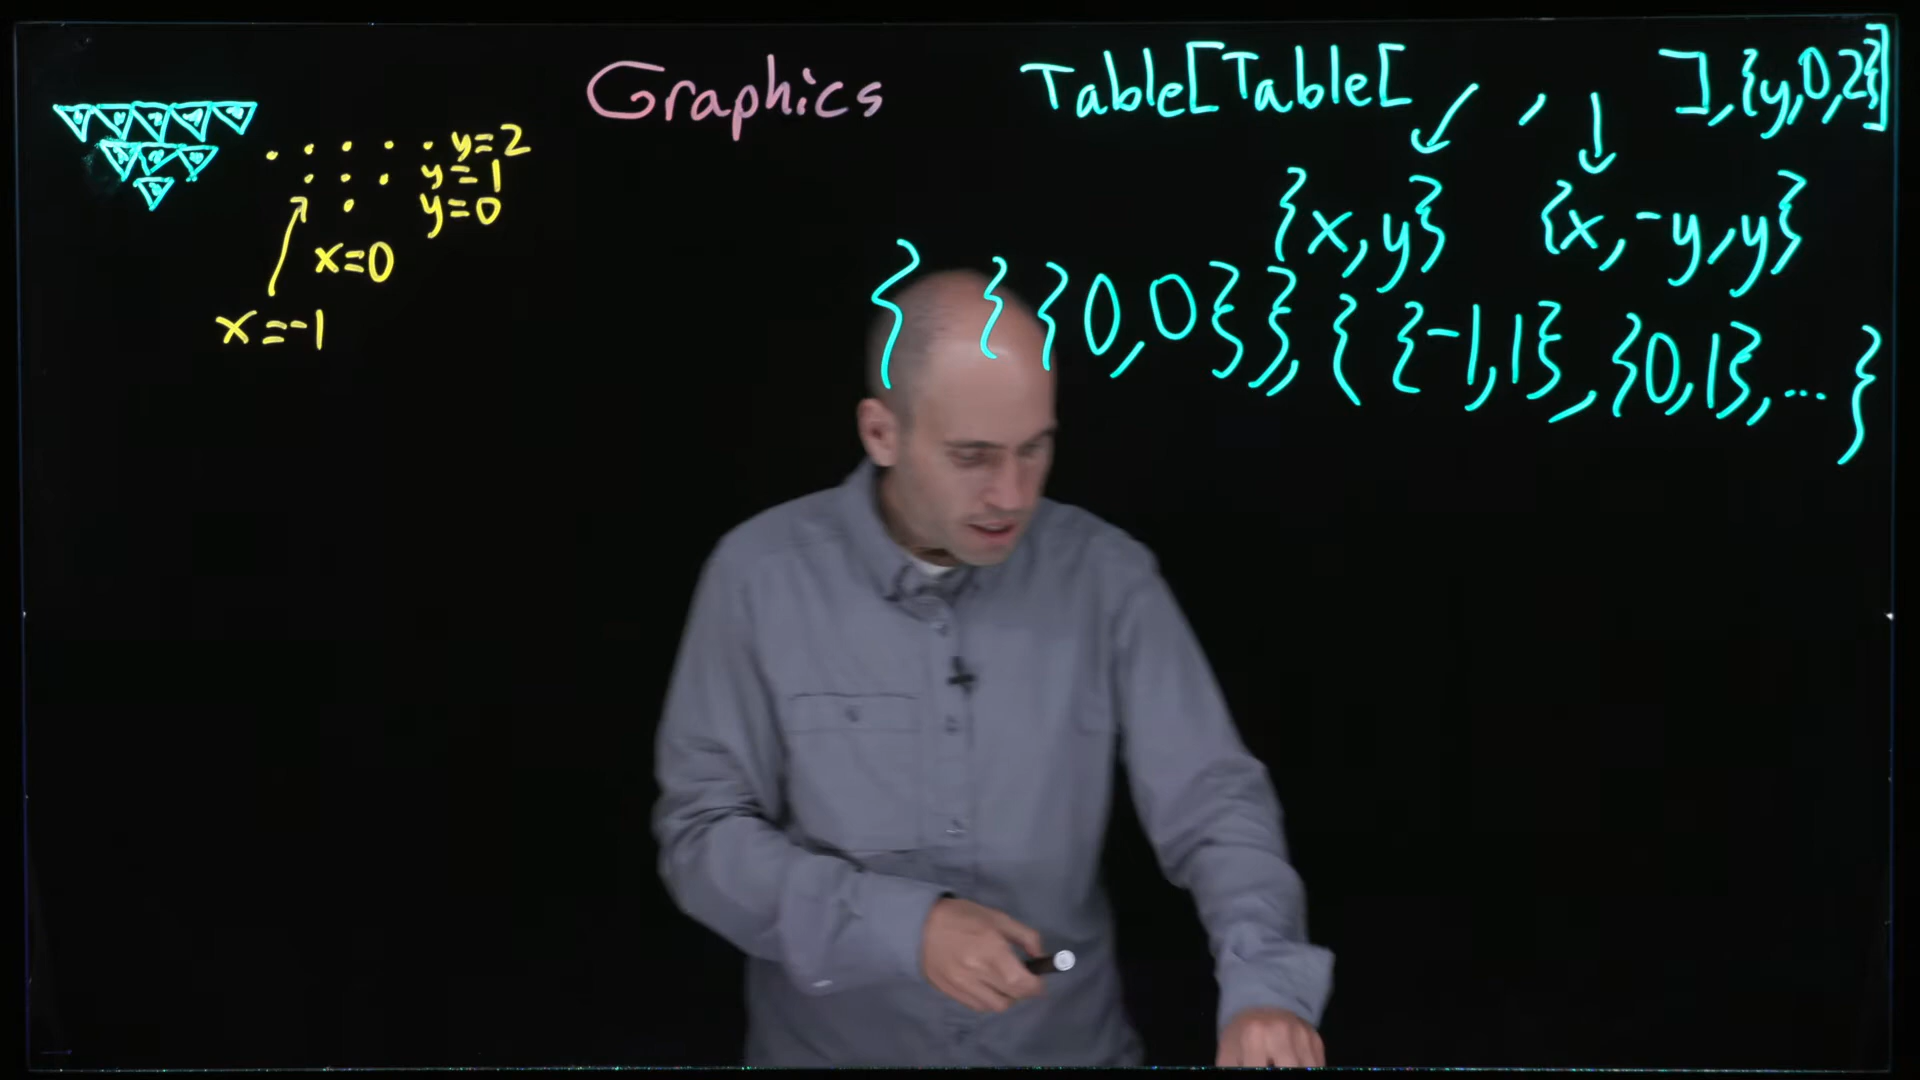 Graphics
Table[Table[ , ],{y,0,2}]
{x,y} {x,-y,y}
y=2
y=1
y=0
x=0
x=-1
{ {{0,0}},{ {-1,1},{0,1},... }